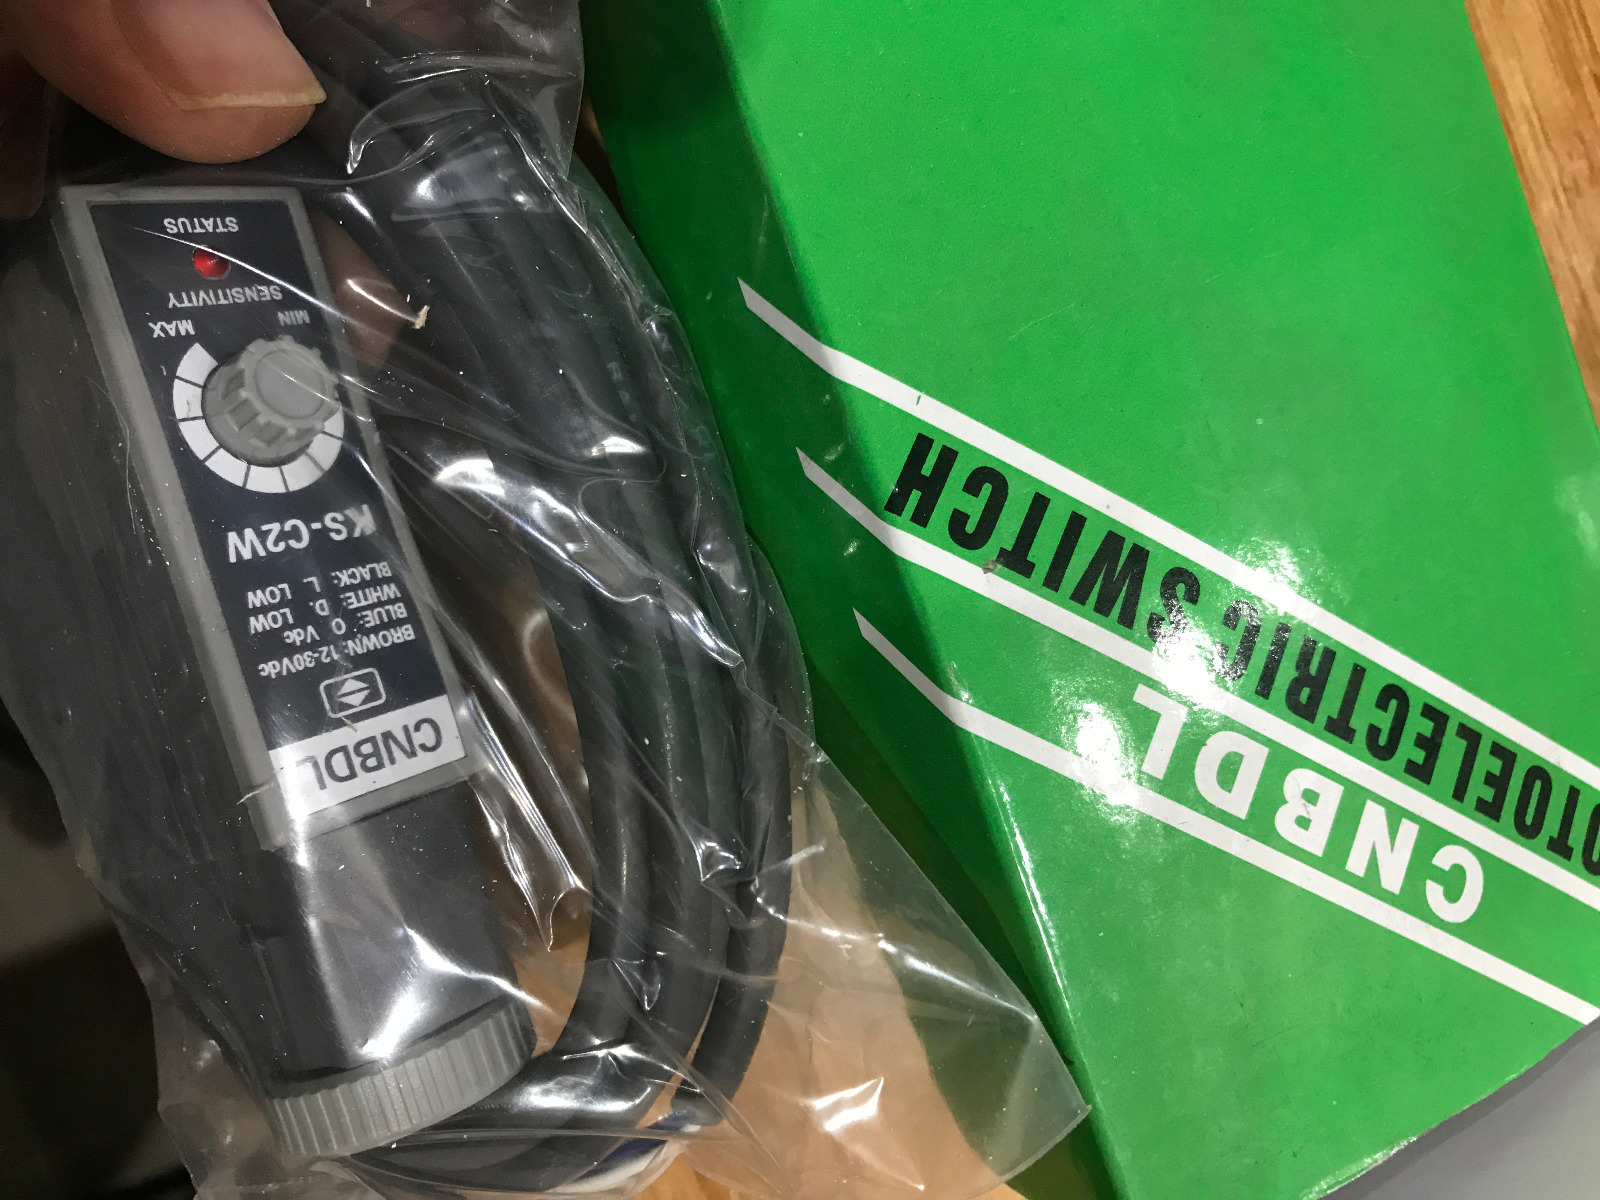 CNBDL
BROWN: 12-30Vdc
BLUE: 0 Vdc
WHITE: D. LOW
BLACK: L. LOW
KS-C2W
MIN MAX
SENSITIVITY
STATUS
CNBDL
OTOELECTRIC SWITCH